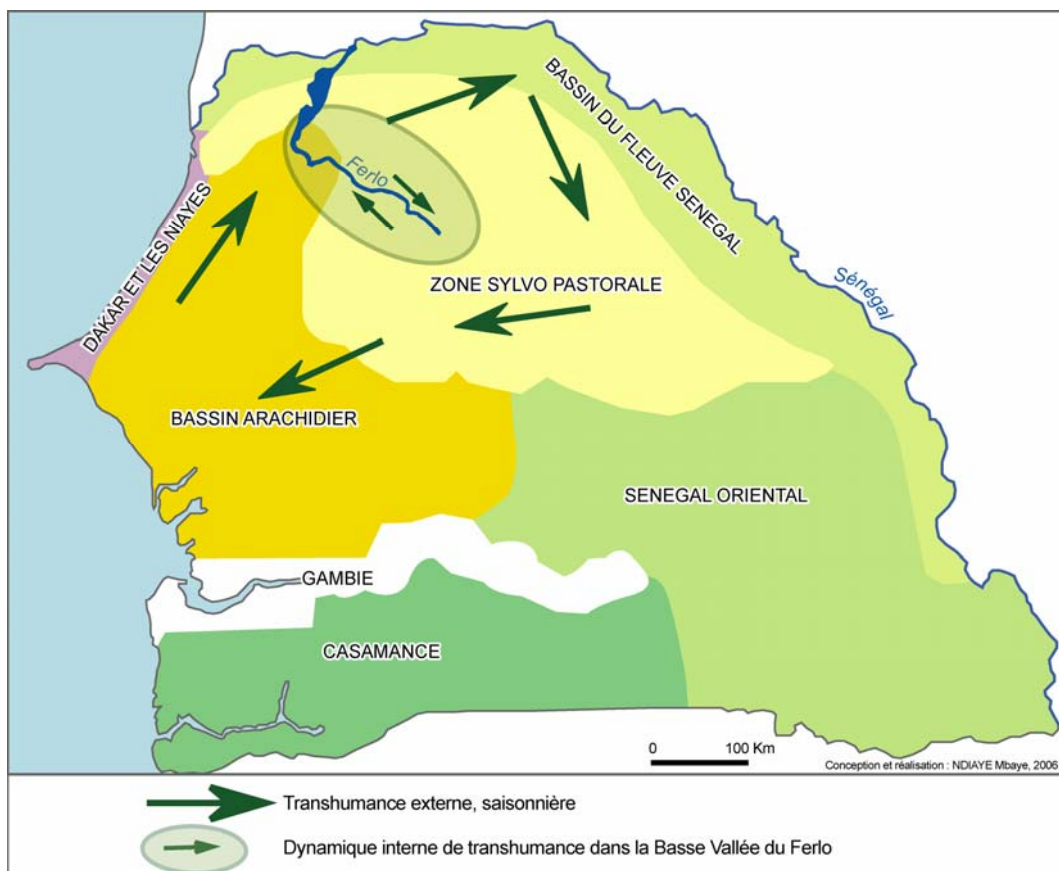 BASSIN DU FLEUVE SENEGAL
Ferlo
DAKAR ET LES NIAYES
ZONE SYLVO PASTORALE
Sénégal
BASSIN ARACHIDIER
SENEGAL ORIENTAL
GAMBIE
CASAMANCE
0 100 Km
Conception et réalisation : NDIAYE Mbaye, 2006
Transhumance externe, saisonnière
Dynamique interne de transhumance dans la Basse Vallée du Ferlo